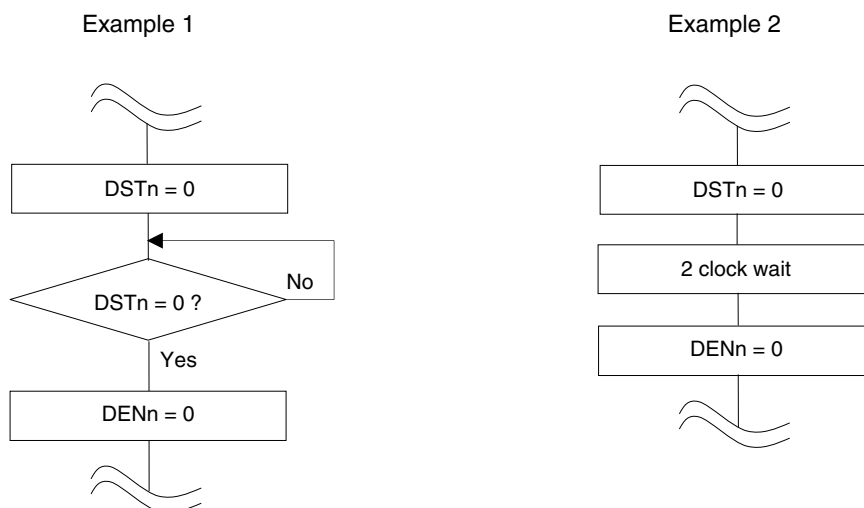 Example 1
DSTn = 0
DSTn = 0 ?
No
Yes
DENn = 0
Example 2
DSTn = 0
2 clock wait
DENn = 0